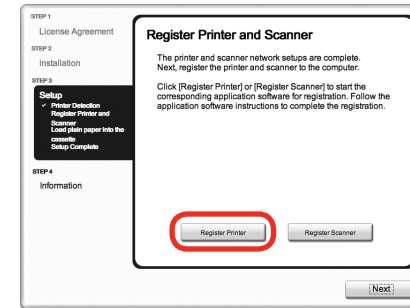 STEP 1
License Agreement
STEP 2
Installation
STEP 3
Setup
✓ Printer Detection
Register Printer and
Scanner
Load plain paper into the
cassette
Setup Complete
STEP 4
Information
Register Printer and Scanner
The printer and scanner network setups are complete.
Next, register the printer and scanner to the computer.
Click [Register Printer] or [Register Scanner] to start the
corresponding application software for registration. Follow the
application software instructions to complete the registration.
Register Printer
Register Scanner
Next